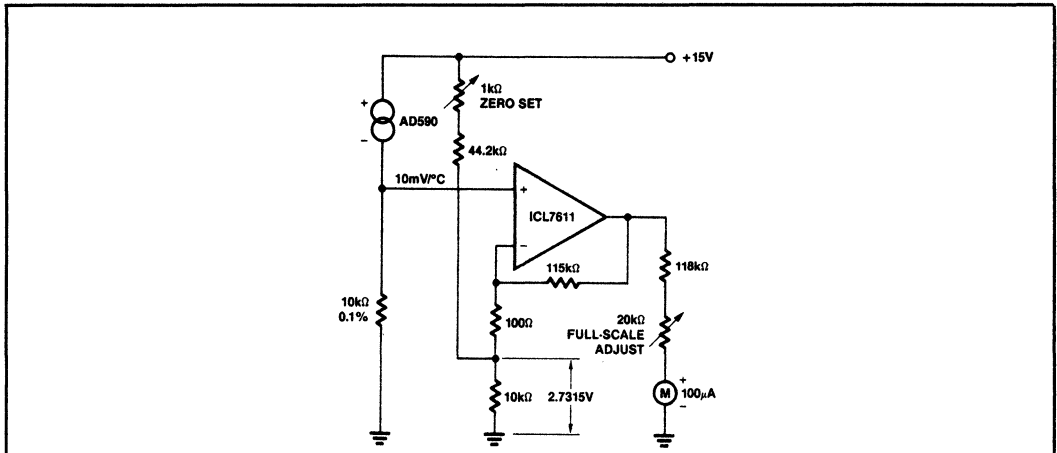 +15V
1kΩ
ZERO SET
+
AD590
−
44.2kΩ
10mV/°C
+
ICL7611
−
115kΩ
118kΩ
10kΩ
0.1%
100Ω
20kΩ
FULL-SCALE
ADJUST
10kΩ
2.7315V
+
M
100µA
−